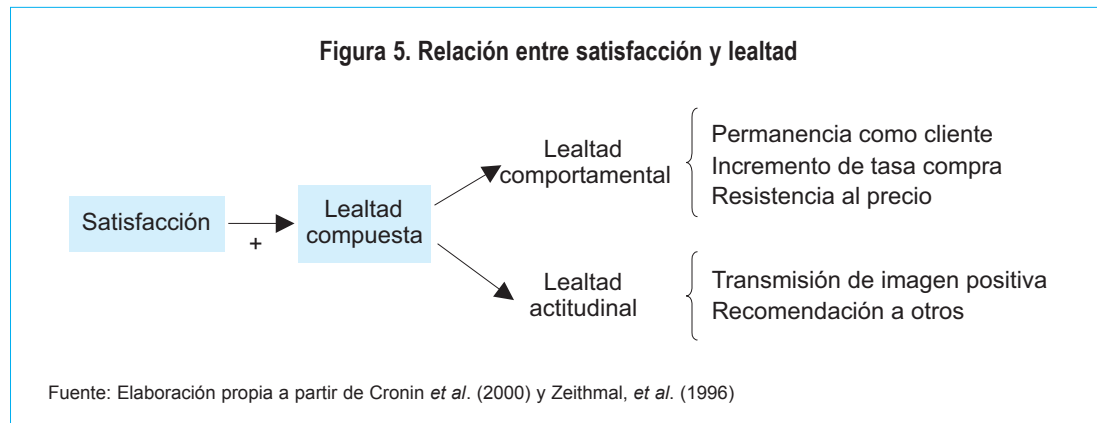 Figura 5. Relación entre satisfacción y lealtad
Satisfacción
+
Lealtad
compuesta
Lealtad
comportamental
Permanencia como cliente
Incremento de tasa compra
Resistencia al precio
Lealtad
actitudinal
Transmisión de imagen positiva
Recomendación a otros
Fuente: Elaboración propia a partir de Cronin et al. (2000) y Zeithmal, et al. (1996)